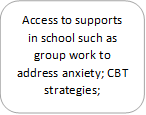 Access to supports
in school such as
group work to
address anxiety; CBT
strategies;